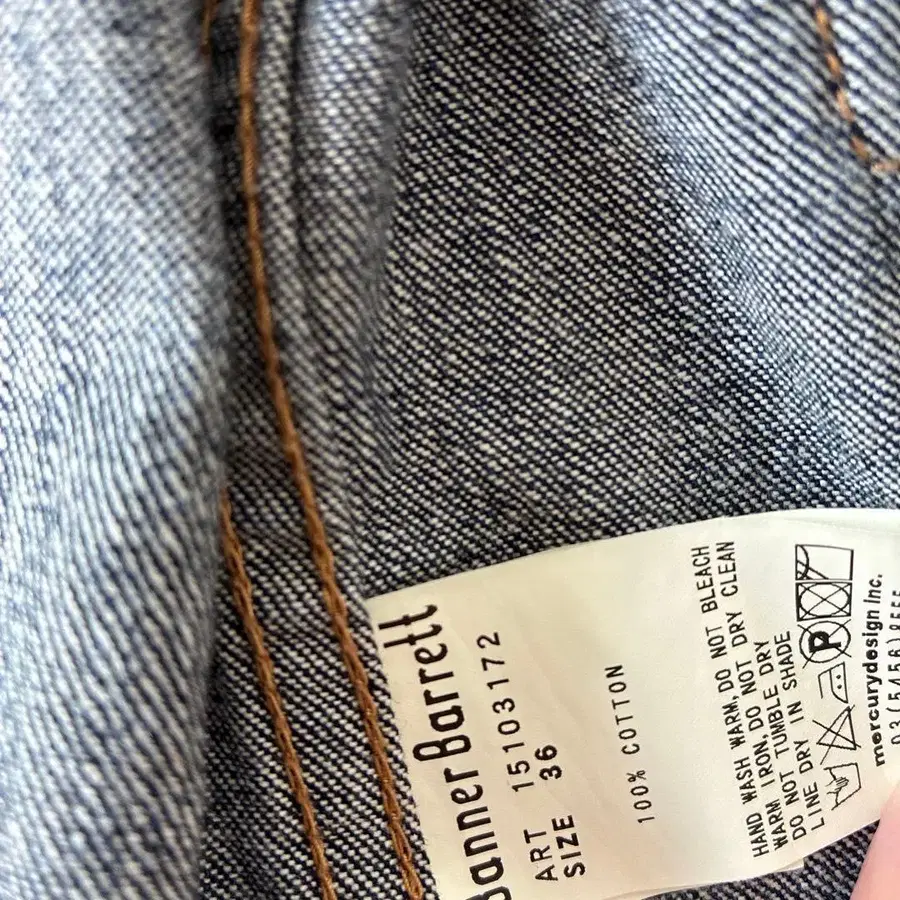 Banner Barrett
ART 15103172
SIZE 36
100% COTTON
HAND WASH WARM, DO NOT BLEACH
WARM IRON, DO NOT DRY CLEAN
DO NOT TUMBLE DRY
LINE DRY IN SHADE
P
mercurydesign Inc.